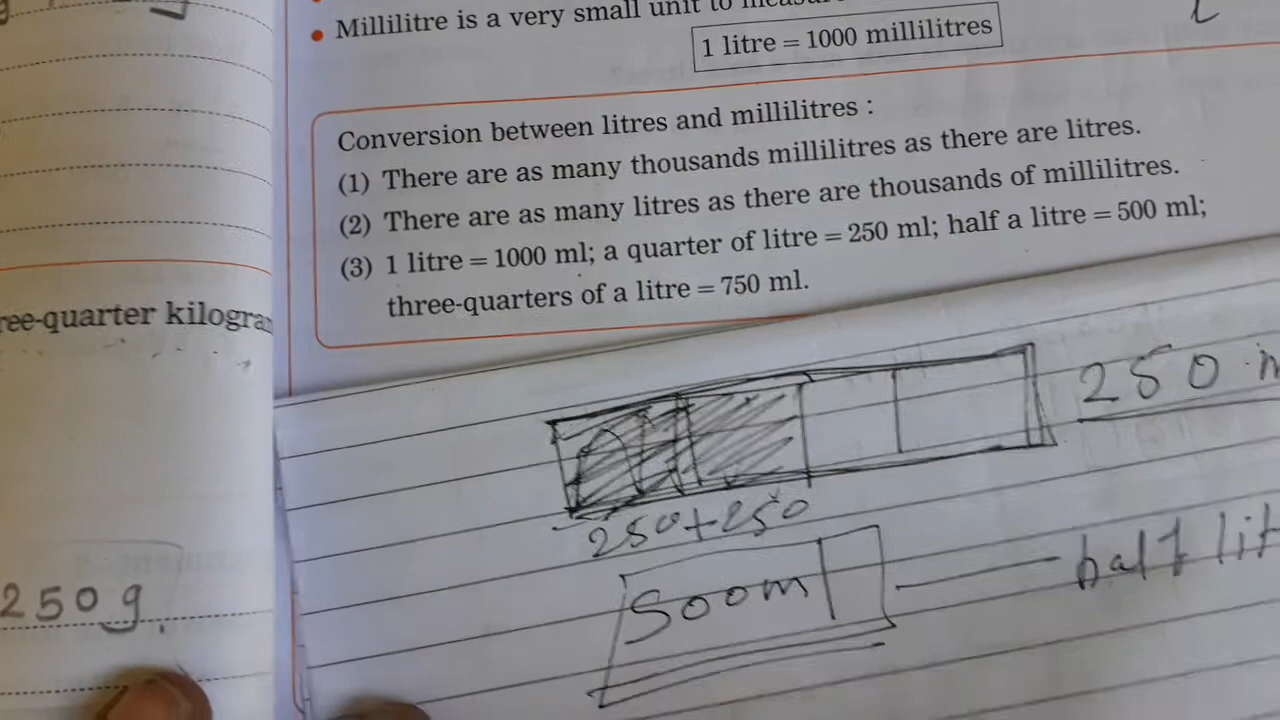 • Millilitre is a very small unit to measur
1 litre = 1000 millilitres
Conversion between litres and millilitres :
(1) There are as many thousands millilitres as there are litres.
(2) There are as many litres as there are thousands of millilitres.
(3) 1 litre = 1000 ml; a quarter of litre = 250 ml; half a litre = 500 ml;
three-quarters of a litre = 750 ml.
ree-quarter kilogra
250g.
250
250+250
500ml
half lit